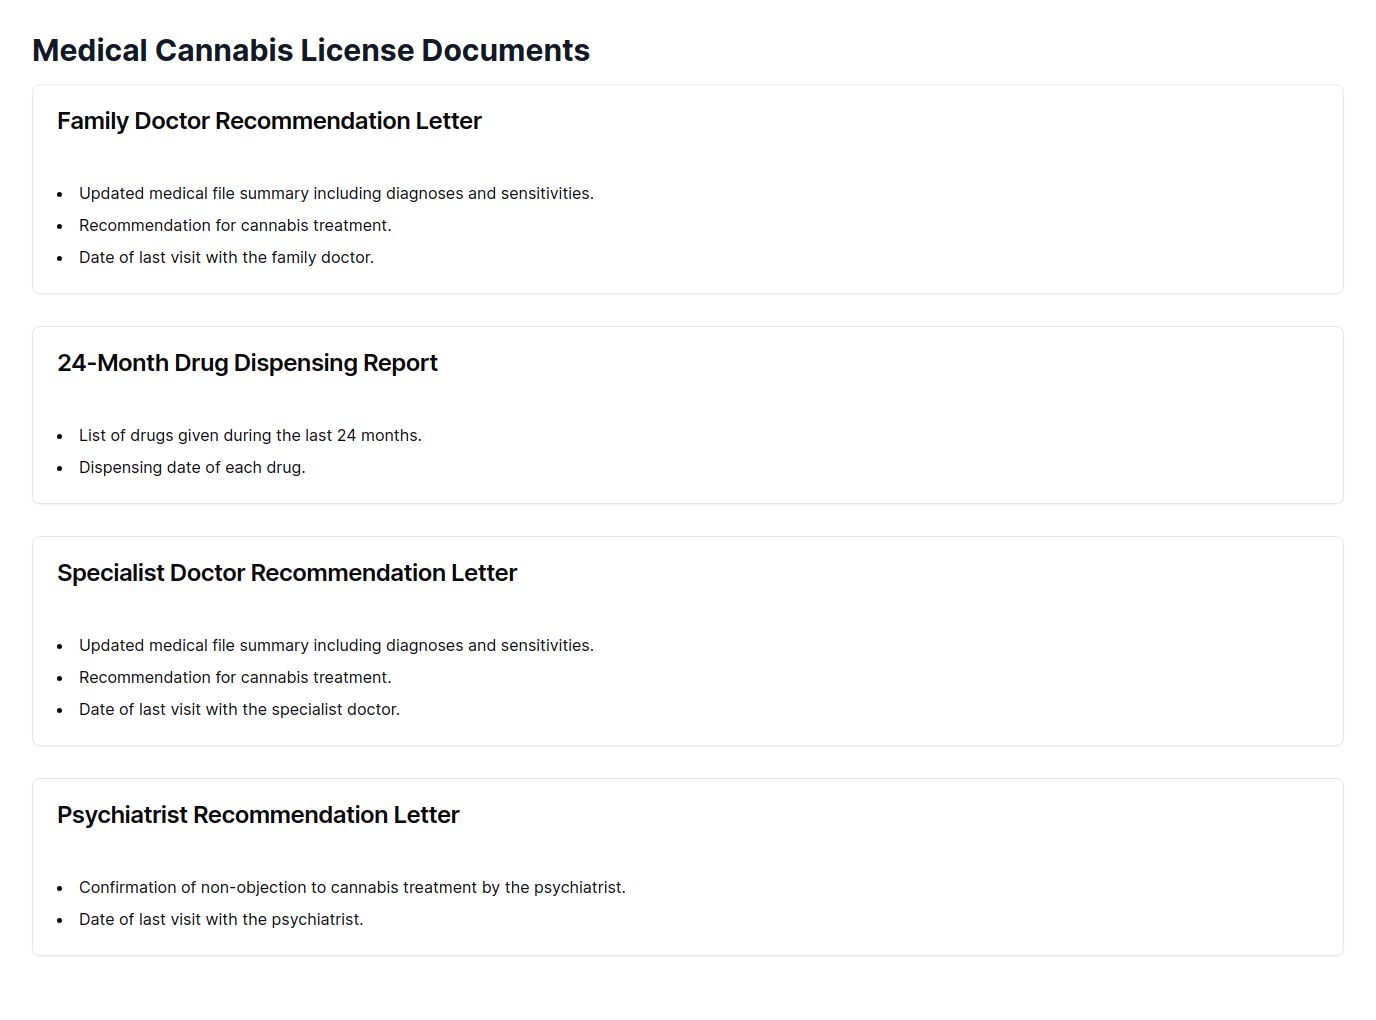 Medical Cannabis License Documents
Family Doctor Recommendation Letter
• Updated medical file summary including diagnoses and sensitivities.
• Recommendation for cannabis treatment.
• Date of last visit with the family doctor.
24-Month Drug Dispensing Report
• List of drugs given during the last 24 months.
• Dispensing date of each drug.
Specialist Doctor Recommendation Letter
• Updated medical file summary including diagnoses and sensitivities.
• Recommendation for cannabis treatment.
• Date of last visit with the specialist doctor.
Psychiatrist Recommendation Letter
• Confirmation of non-objection to cannabis treatment by the psychiatrist.
• Date of last visit with the psychiatrist.